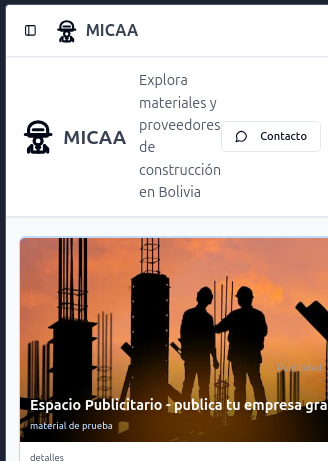 MICAA
MICAA
Explora
materiales y
proveedores
de
construcción
en Bolivia
Contacto
Publicidad
Espacio Publicitario - publica tu empresa gra
material de prueba
detalles